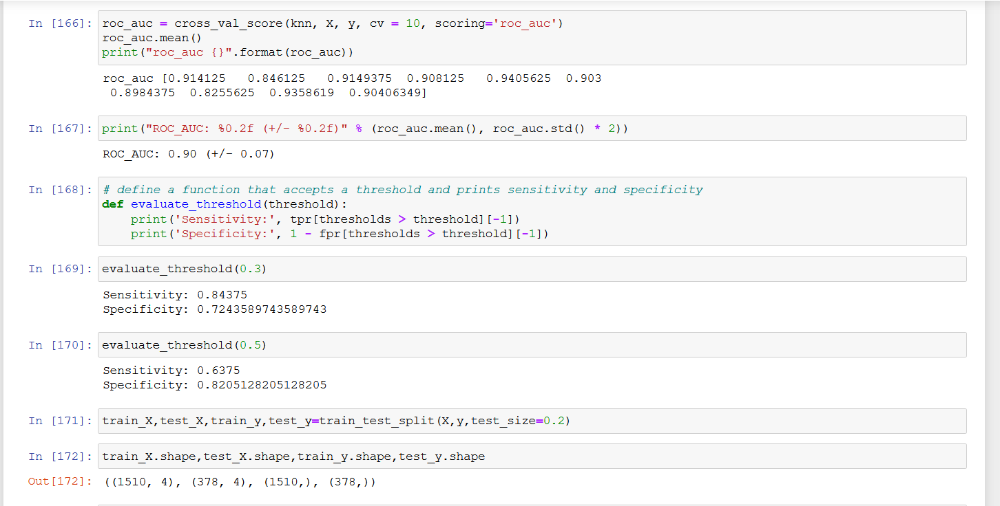 In [166]: roc_auc = cross_val_score(knn, X, y, cv = 10, scoring='roc_auc')
roc_auc.mean()
print("roc_auc {}".format(roc_auc))
roc_auc [0.914125   0.846125   0.9149375  0.908125   0.9405625  0.903
 0.8984375  0.8255625  0.9358619  0.90406349]
In [167]: print("ROC_AUC: %0.2f (+/- %0.2f)" % (roc_auc.mean(), roc_auc.std() * 2))
ROC_AUC: 0.90 (+/- 0.07)
In [168]: # define a function that accepts a threshold and prints sensitivity and specificity
def evaluate_threshold(threshold):
    print('Sensitivity:', tpr[thresholds > threshold][-1])
    print('Specificity:', 1 - fpr[thresholds > threshold][-1])
In [169]: evaluate_threshold(0.3)
Sensitivity: 0.84375
Specificity: 0.7243589743589743
In [170]: evaluate_threshold(0.5)
Sensitivity: 0.6375
Specificity: 0.8205128205128205
In [171]: train_X,test_X,train_y,test_y=train_test_split(X,y,test_size=0.2)
In [172]: train_X.shape,test_X.shape,train_y.shape,test_y.shape
Out[172]: ((1510, 4), (378, 4), (1510,), (378,))